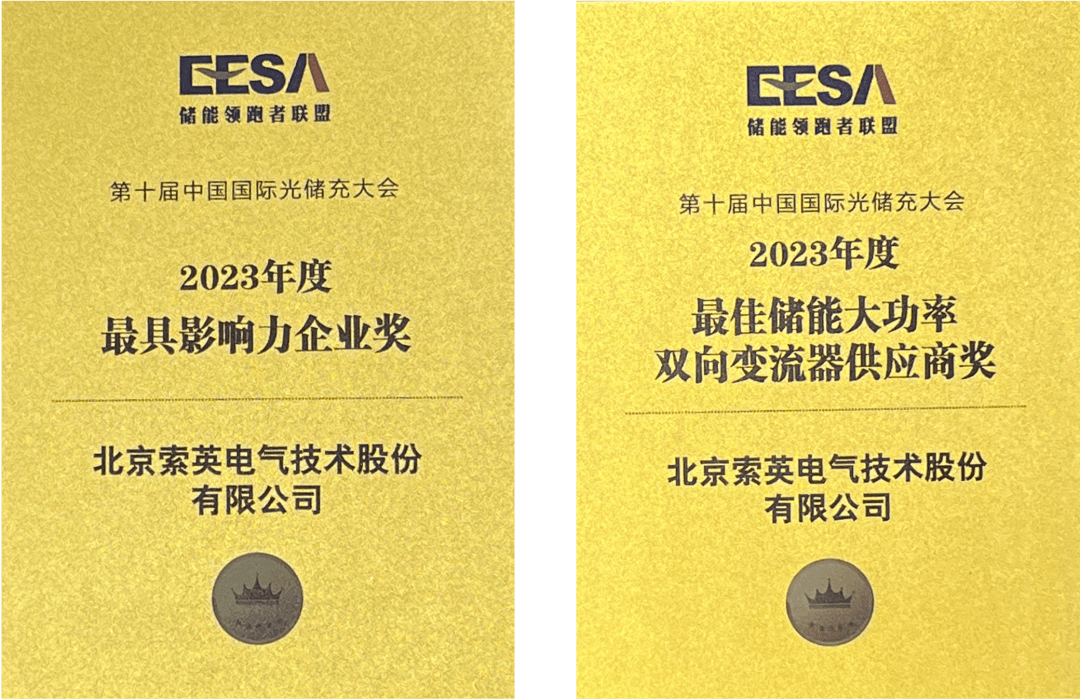 EESA
储能领跑者联盟
第十届中国国际光储充大会
2023年度
最具影响力企业奖
北京索英电气技术股份
有限公司
EESA
储能领跑者联盟
第十届中国国际光储充大会
2023年度
最佳储能大功率
双向变流器供应商奖
北京索英电气技术股份
有限公司